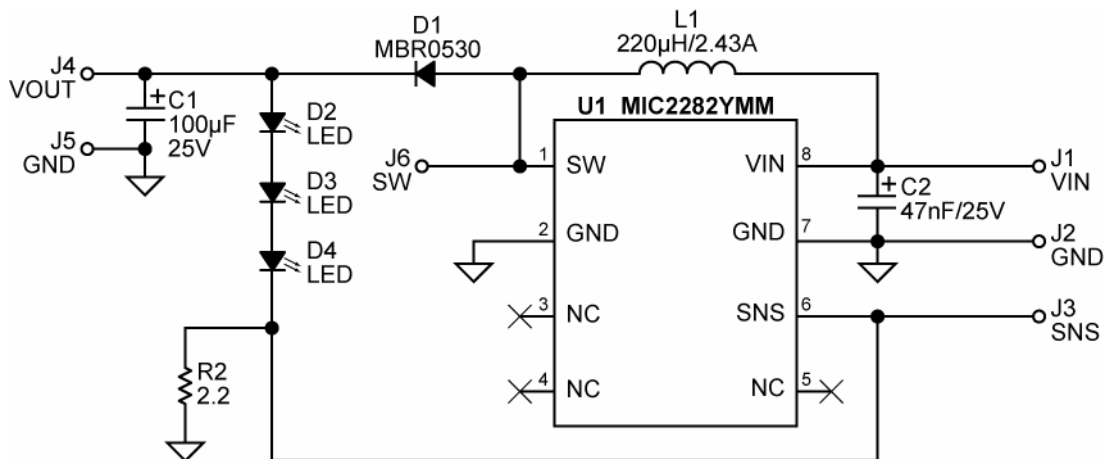 D1
MBR0530
L1
220µH/2.43A
J4
VOUT
C1
100µF
25V
J5
GND
D2
LED
D3
LED
D4
LED
R2
2.2
J6
SW
U1 MIC2282YMM
1
SW
2
GND
3
NC
4
NC
VIN
8
GND
7
SNS
6
NC
5
C2
47nF/25V
J1
VIN
J2
GND
J3
SNS